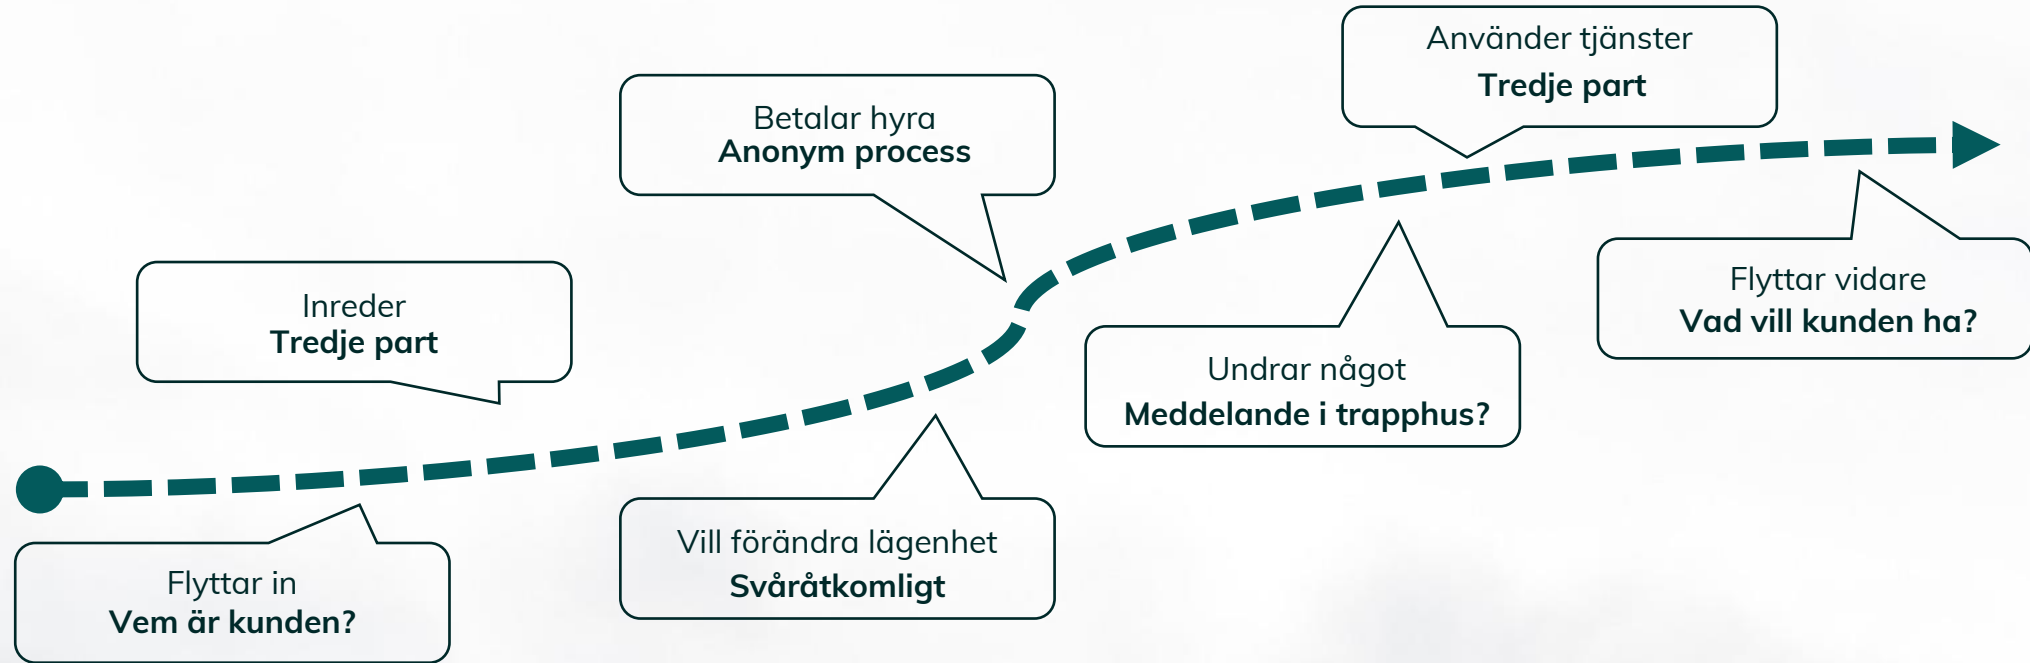 Flyttar in
Vem är kunden?
Inreder
Tredje part
Vill förändra lägenhet
Svåråtkomligt
Betalar hyra
Anonym process
Undrar något
Meddelande i trapphus?
Använder tjänster
Tredje part
Flyttar vidare
Vad vill kunden ha?